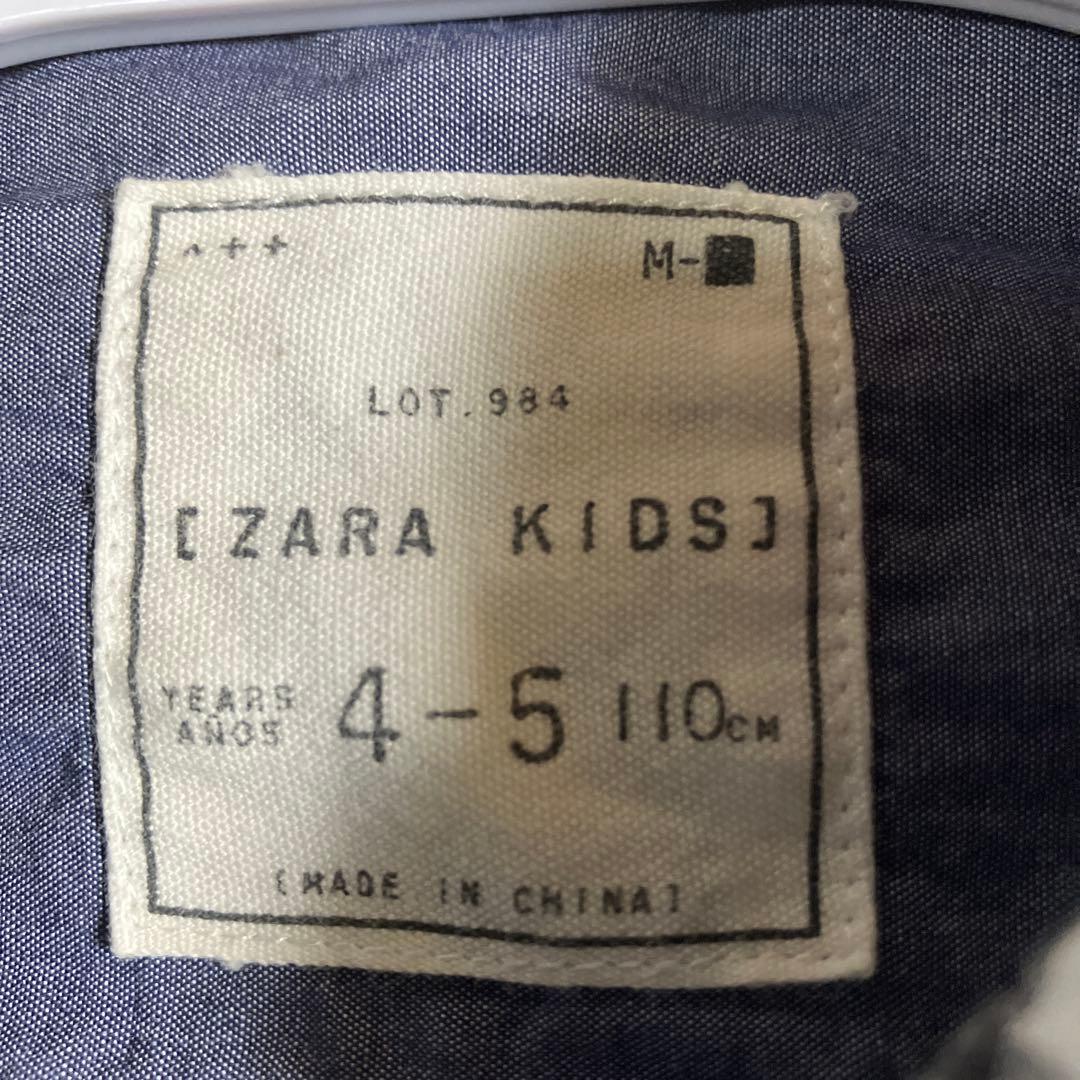 +++ M-■
LOT.984
[ZARA KIDS]
YEARS AÑOS 4-5 110CM
[MADE IN CHINA]